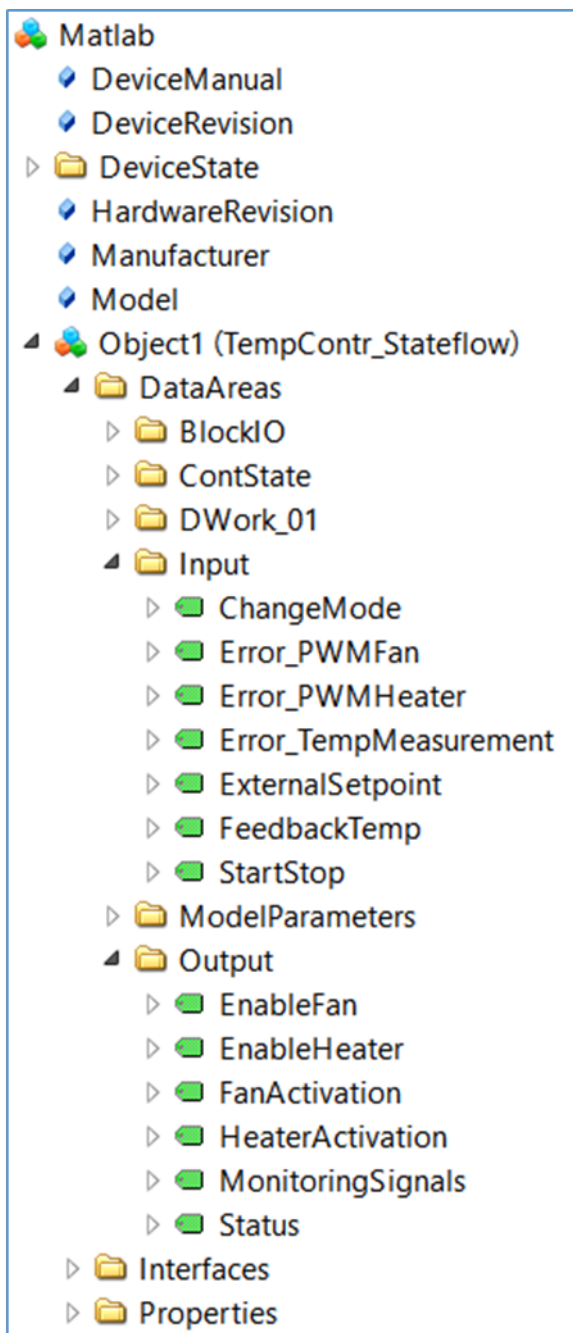 Matlab
DeviceManual
DeviceRevision
DeviceState
HardwareRevision
Manufacturer
Model
Object1 (TempContr_Stateflow)
DataAreas
BlockIO
ContState
DWork_01
Input
ChangeMode
Error_PWMFan
Error_PWMHeater
Error_TempMeasurement
ExternalSetpoint
FeedbackTemp
StartStop
ModelParameters
Output
EnableFan
EnableHeater
FanActivation
HeaterActivation
MonitoringSignals
Status
Interfaces
Properties